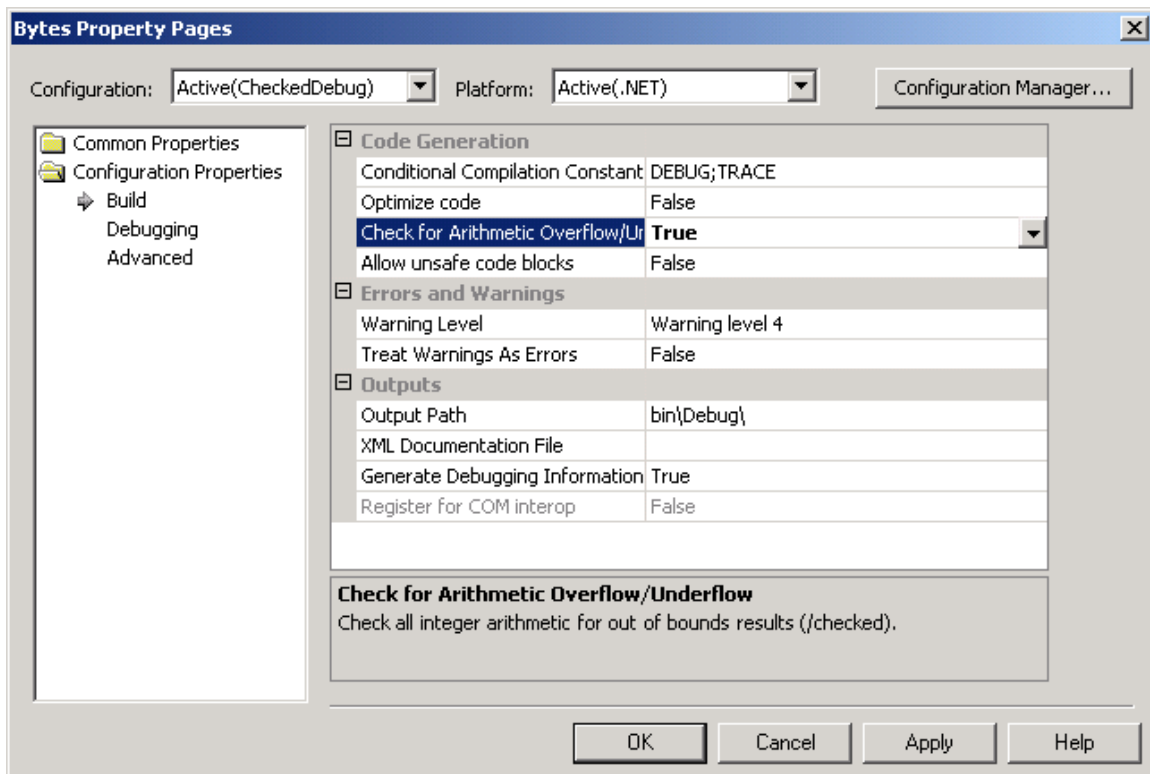 Bytes Property Pages
Configuration: Active(CheckedDebug) Platform: Active(.NET) Configuration Manager...
Common Properties
Configuration Properties
Build
Debugging
Advanced
Code Generation
Conditional Compilation Constant DEBUG;TRACE
Optimize code False
Check for Arithmetic Overflow/Ur True
Allow unsafe code blocks False
Errors and Warnings
Warning Level Warning level 4
Treat Warnings As Errors False
Outputs
Output Path bin\Debug\
XML Documentation File
Generate Debugging Information True
Register for COM interop False
Check for Arithmetic Overflow/Underflow
Check all integer arithmetic for out of bounds results (/checked).
OK Cancel Apply Help